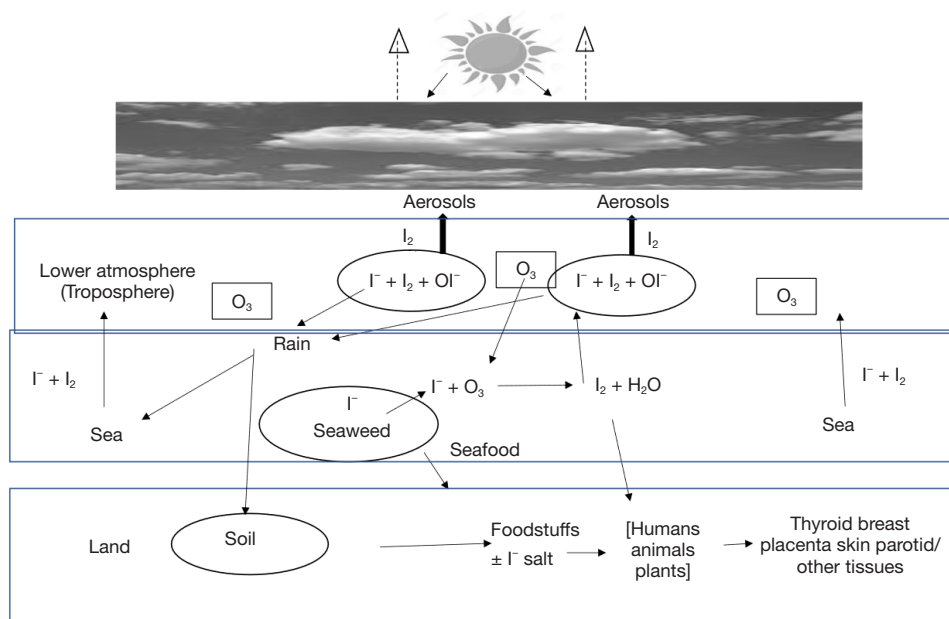 Aerosols
Aerosols
I₂
I₂
Lower atmosphere
(Troposphere)
O₃
I⁻ + I₂ + OI⁻
O₃
I⁻ + I₂ + OI⁻
O₃
Rain
I⁻ + I₂
I⁻
Seaweed
I⁻ + O₃
I₂ + H₂O
I⁻ + I₂
Sea
Sea
Seafood
Land
Soil
Foodstuffs
± I⁻ salt
[Humans
animals
plants]
Thyroid breast
placenta skin parotid/
other tissues